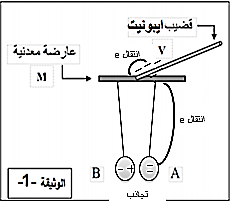 قضيب ايبونيت
انتقال e
V
عارضة معدنية
M
انتقال e
B
A
- +
- -
تجاذب
الوثيقة -1-